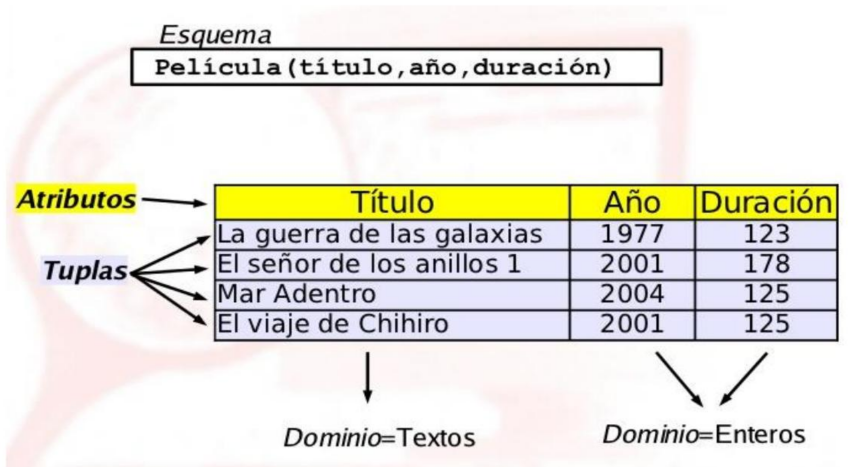 Esquema
Película(título,año,duración)
Atributos
Título Año Duración
La guerra de las galaxias 1977 123
Tuplas
El señor de los anillos 1 2001 178
Mar Adentro 2004 125
El viaje de Chihiro 2001 125
Dominio=Textos
Dominio=Enteros